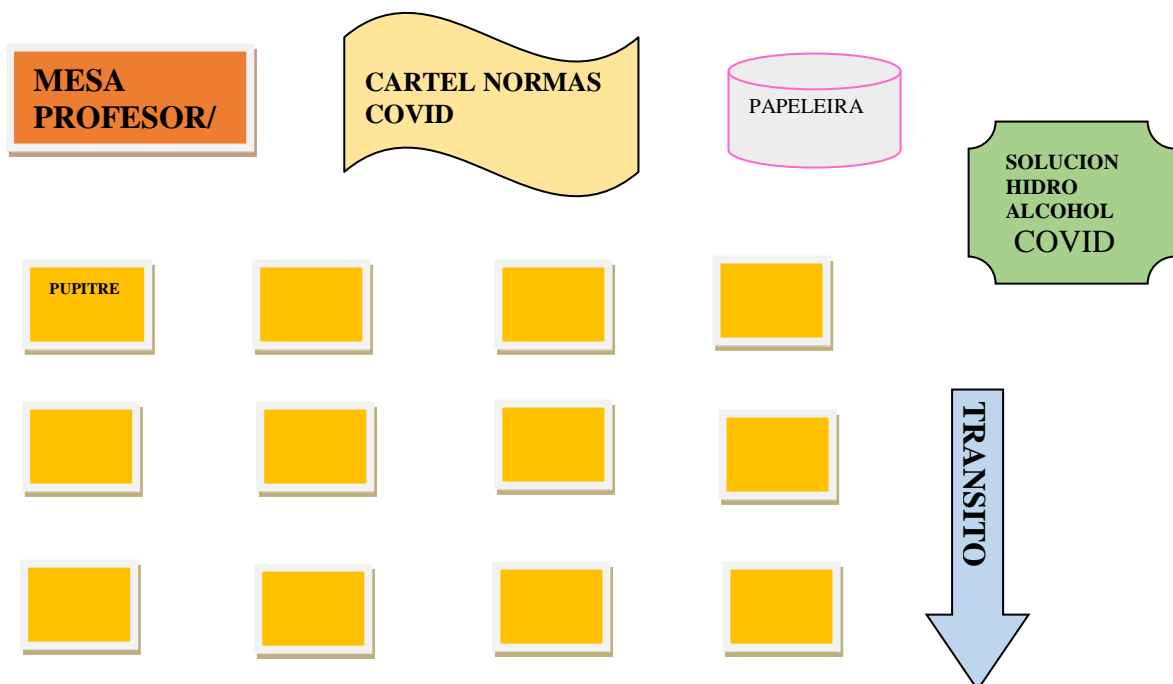 MESA
PROFESOR/
CARTEL NORMAS
COVID
PAPELEIRA
SOLUCION
HIDRO
ALCOHOL
COVID
PUPITRE
TRANSITO